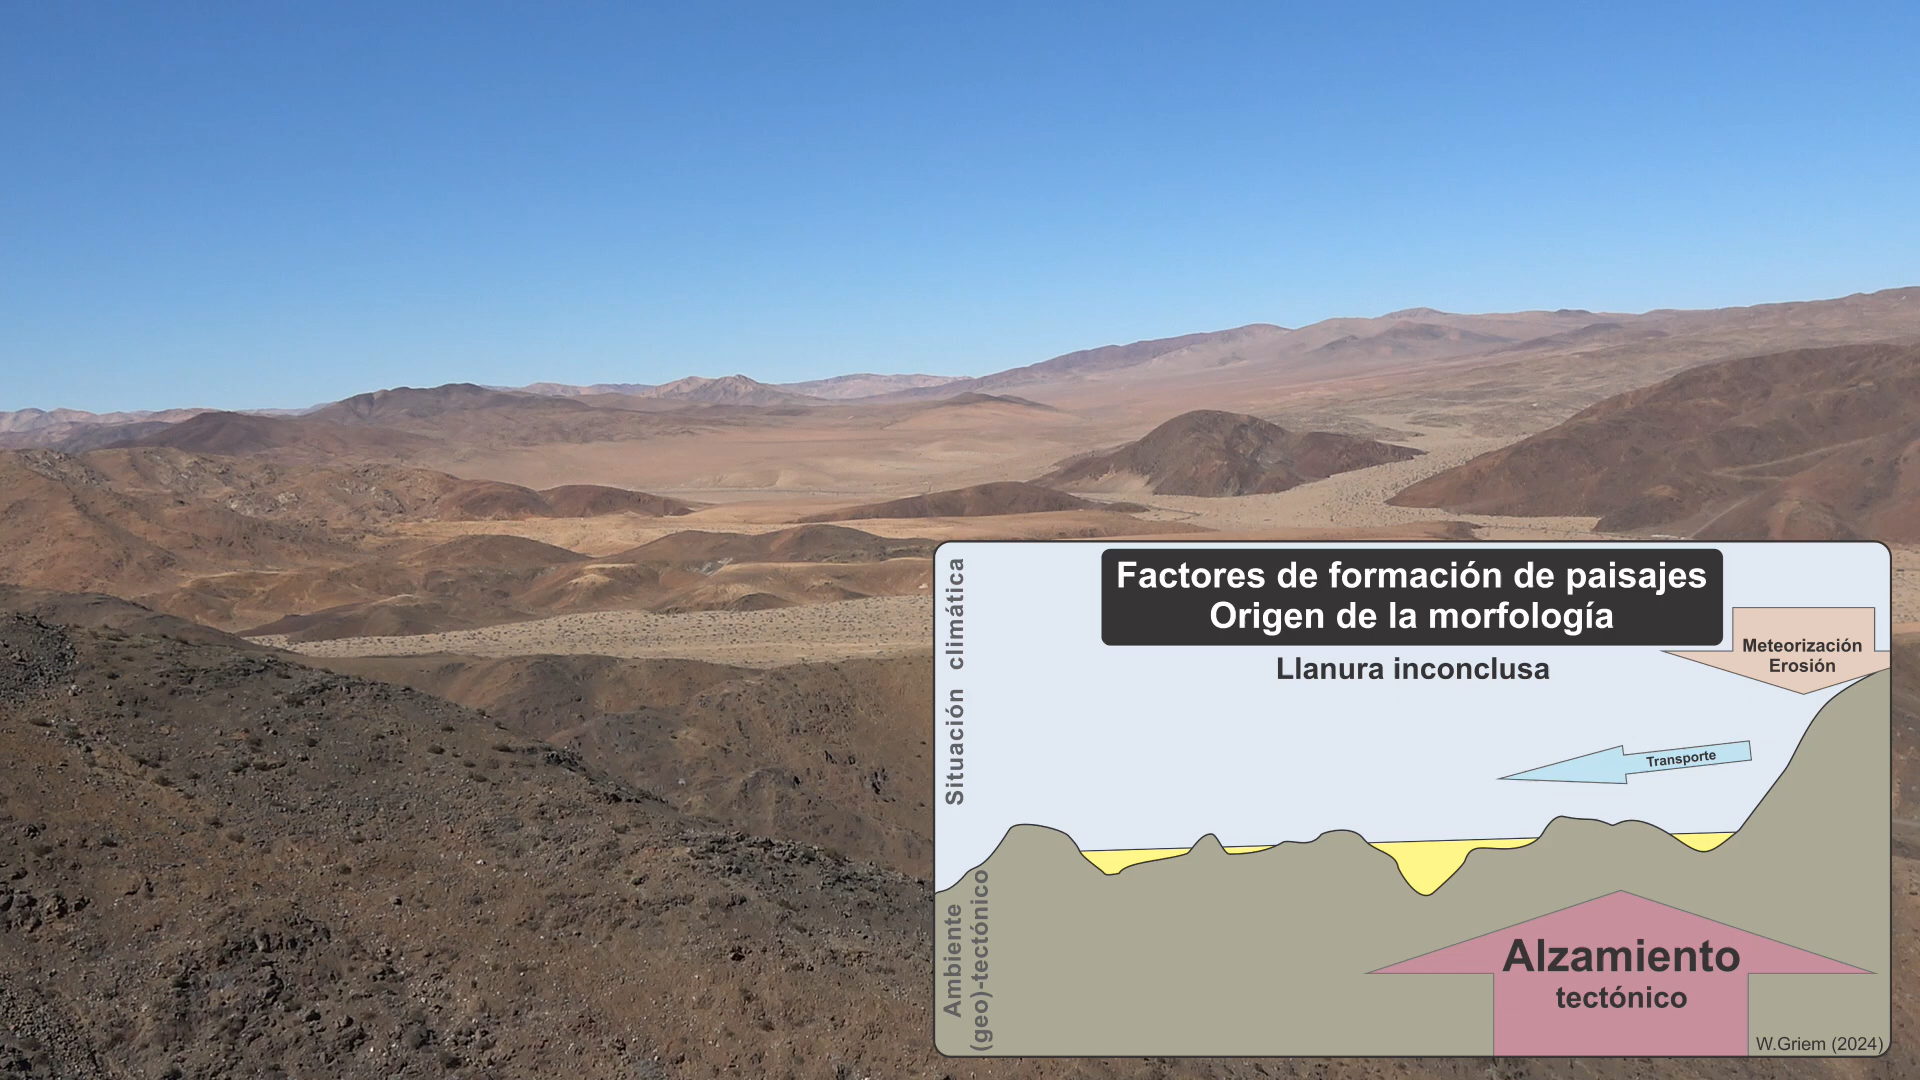 Factores de formación de paisajes
Origen de la morfología
Llanura inconclusa
Situación climática
Meteorización
Erosión
Transporte
Ambiente
(geo)-tectónico
Alzamiento
tectónico
W.Griem (2024)